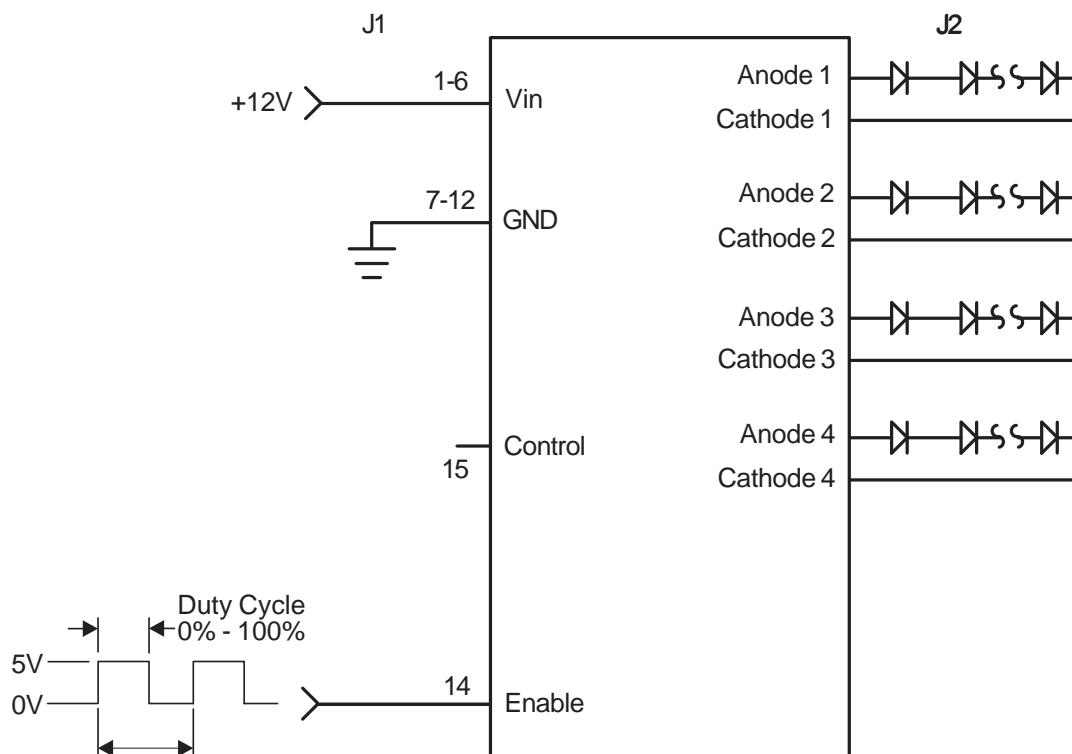 J1
J2
1-6
+12V
Vin
7-12
GND
Control
15
Duty Cycle
0% - 100%
5V
0V
14
Enable
Anode 1
Cathode 1
Anode 2
Cathode 2
Anode 3
Cathode 3
Anode 4
Cathode 4